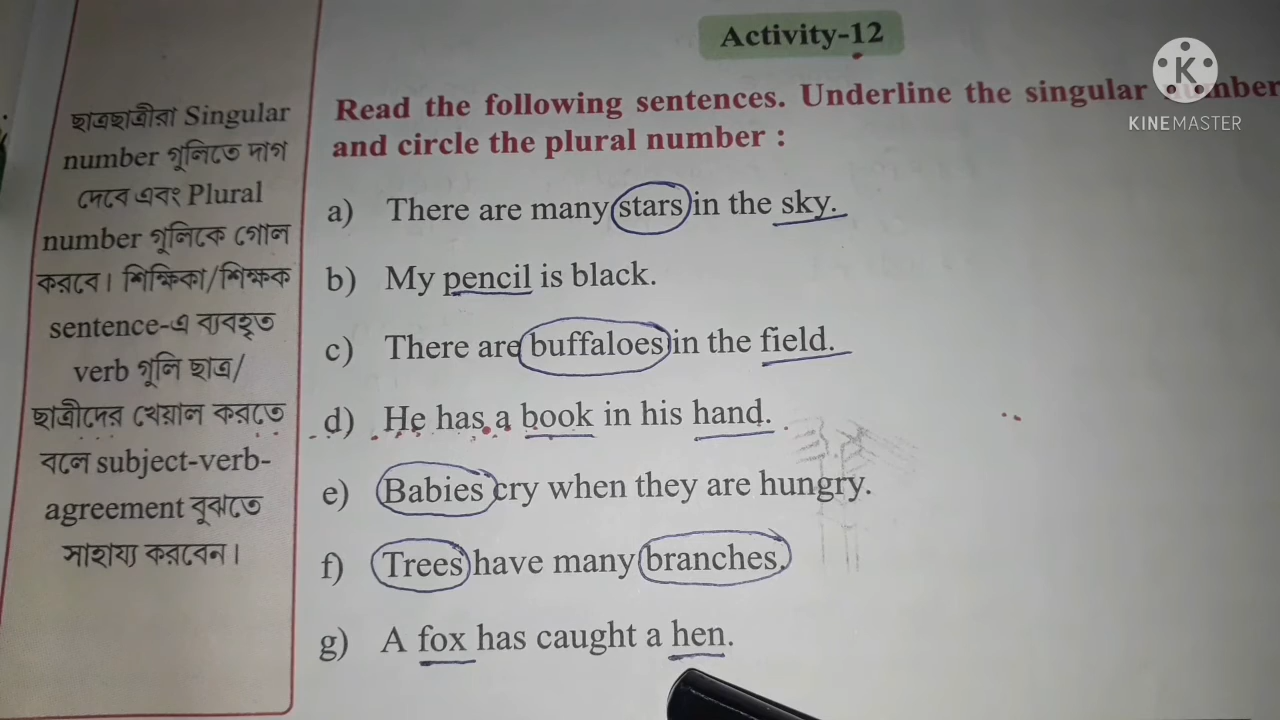 Activity-12
KINEMASTER
Read the following sentences. Underline the singular number
and circle the plural number :
a) There are many stars in the sky.
b) My pencil is black.
c) There are buffaloes in the field.
d) He has a book in his hand.
e) Babies cry when they are hungry.
f) Trees have many branches.
g) A fox has caught a hen.
ছাত্রছাত্রীরা Singular
number গুলিতে দাগ
দেবে এবং Plural
number গুলিকে গোল
করবে। শিক্ষিকা/শিক্ষক
sentence-এ ব্যবহৃত
verb গুলি ছাত্র/
ছাত্রীদের খেয়াল করতে
বলে subject-verb-
agreement বুঝতে
সাহায্য করবেন।